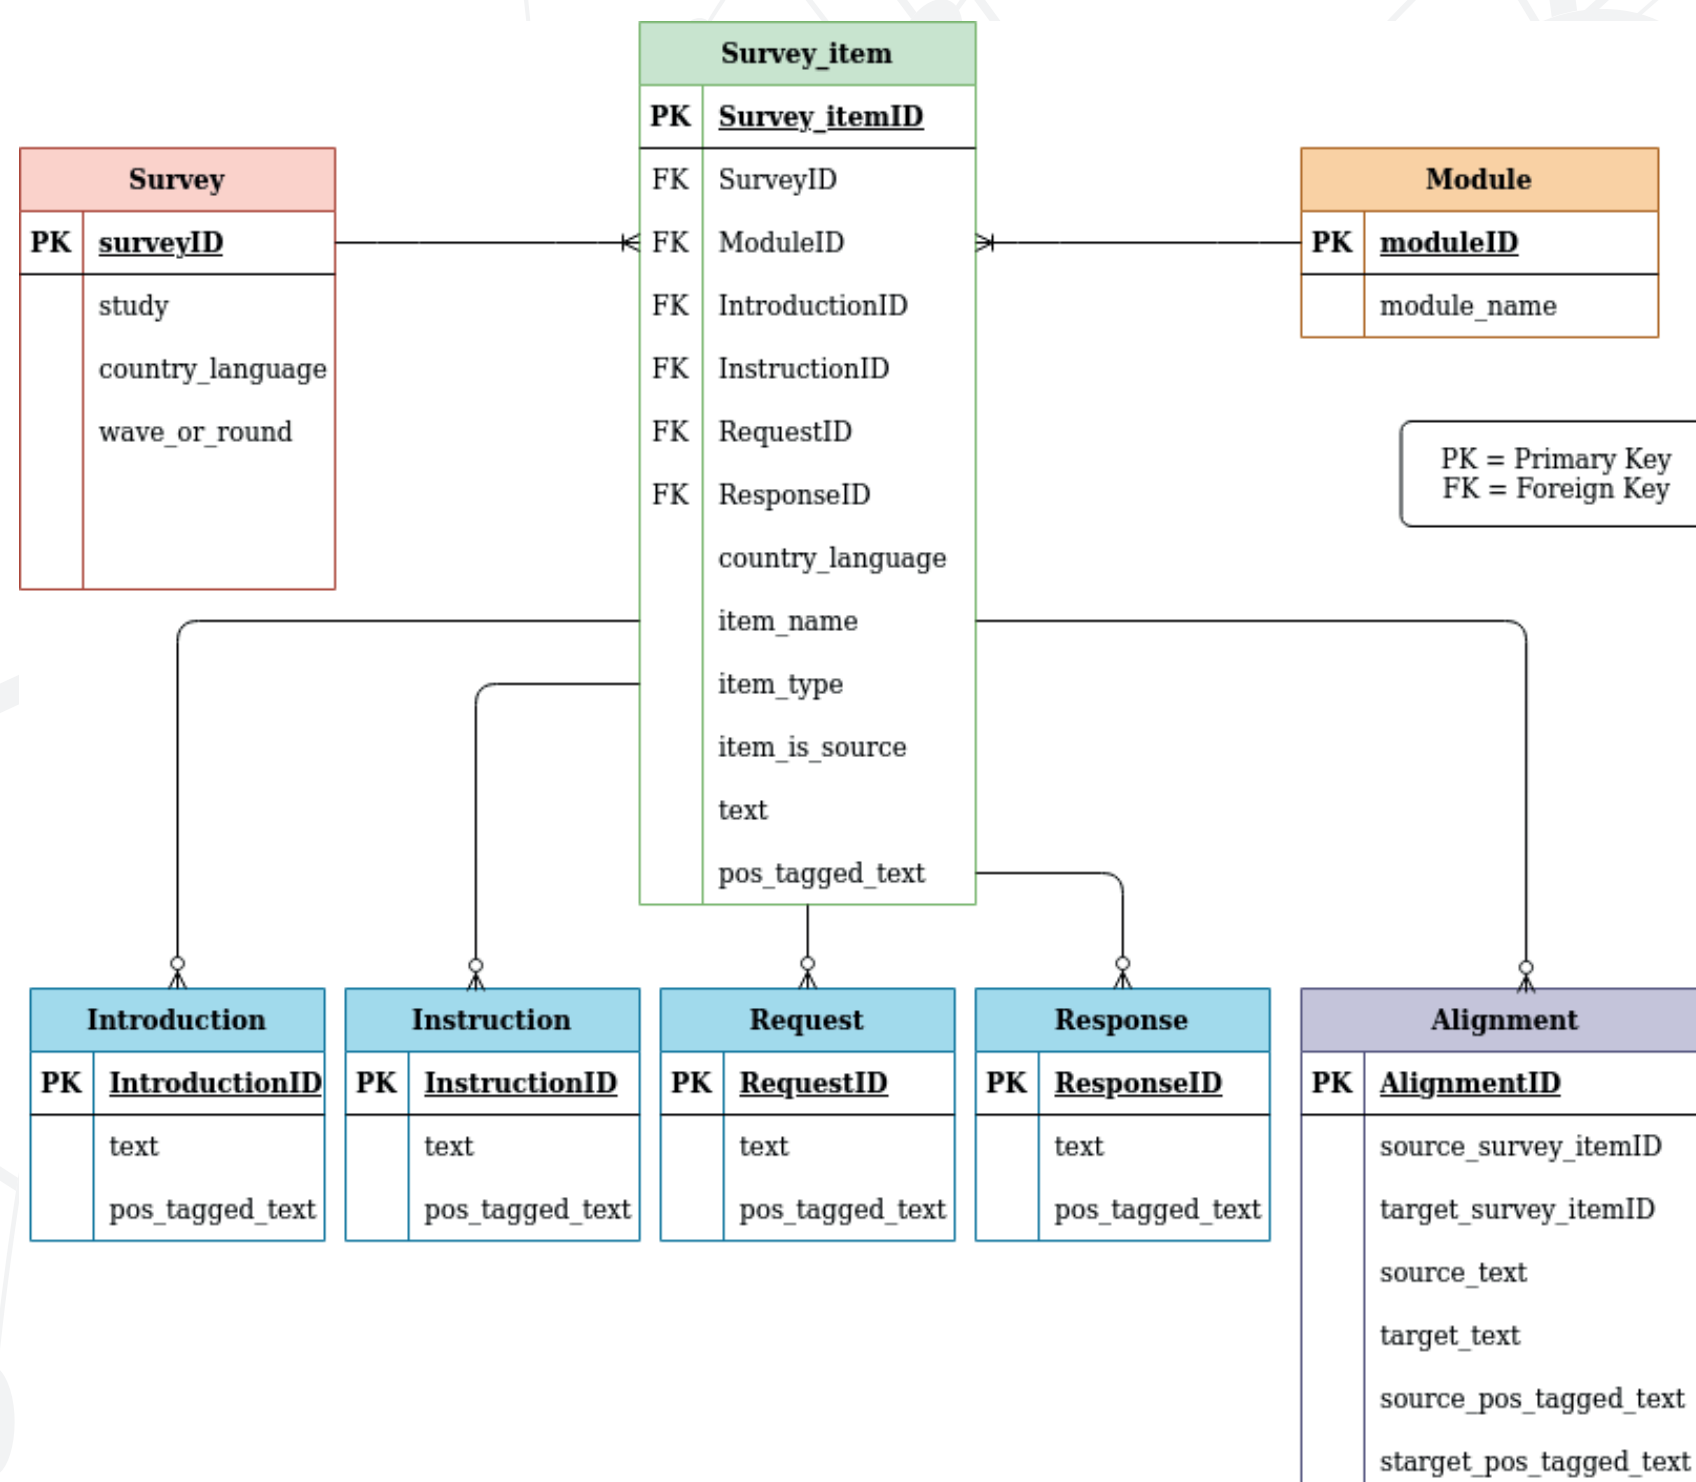 Survey_item
PK Survey_itemID
FK SurveyID
FK ModuleID
FK IntroductionID
FK InstructionID
FK RequestID
FK ResponseID
country_language
item_name
item_type
item_is_source
text
pos_tagged_text
Survey
PK surveyID
study
country_language
wave_or_round
Module
PK moduleID
module_name
PK = Primary Key
FK = Foreign Key
Introduction
PK IntroductionID
text
pos_tagged_text
Instruction
PK InstructionID
text
pos_tagged_text
Request
PK RequestID
text
pos_tagged_text
Response
PK ResponseID
text
pos_tagged_text
Alignment
PK AlignmentID
source_survey_itemID
target_survey_itemID
source_text
target_text
source_pos_tagged_text
starget_pos_tagged_text